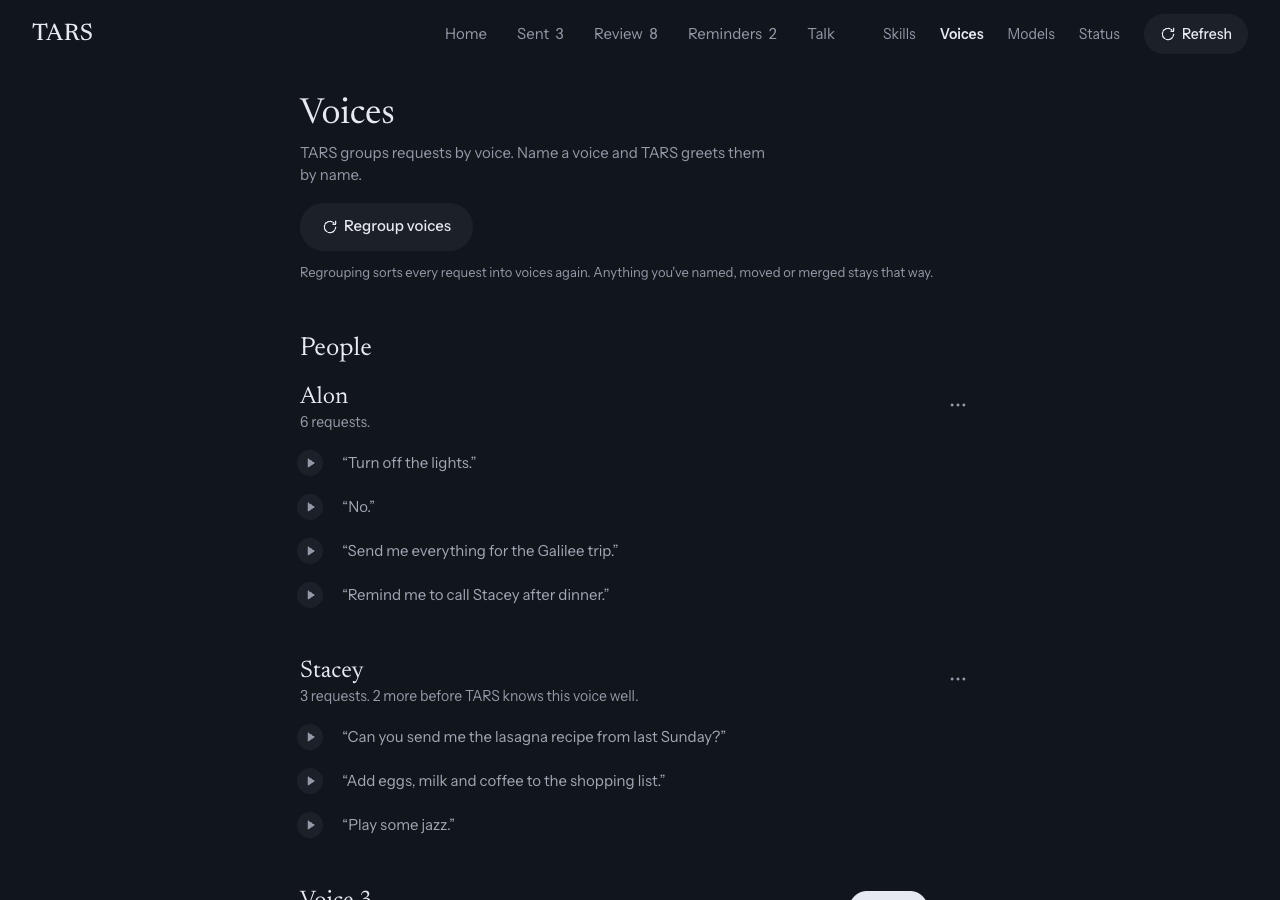 TARS
Home Sent 3 Review 8 Reminders 2 Talk Skills Voices Models Status Refresh
Voices
TARS groups requests by voice. Name a voice and TARS greets them
by name.
Regroup voices
Regrouping sorts every request into voices again. Anything you've named, moved or merged stays that way.
People
Alon
6 requests.
“Turn off the lights.”
“No.”
“Send me everything for the Galilee trip.”
“Remind me to call Stacey after dinner.”
Stacey
3 requests. 2 more before TARS knows this voice well.
“Can you send me the lasagna recipe from last Sunday?”
“Add eggs, milk and coffee to the shopping list.”
“Play some jazz.”
Voice 3